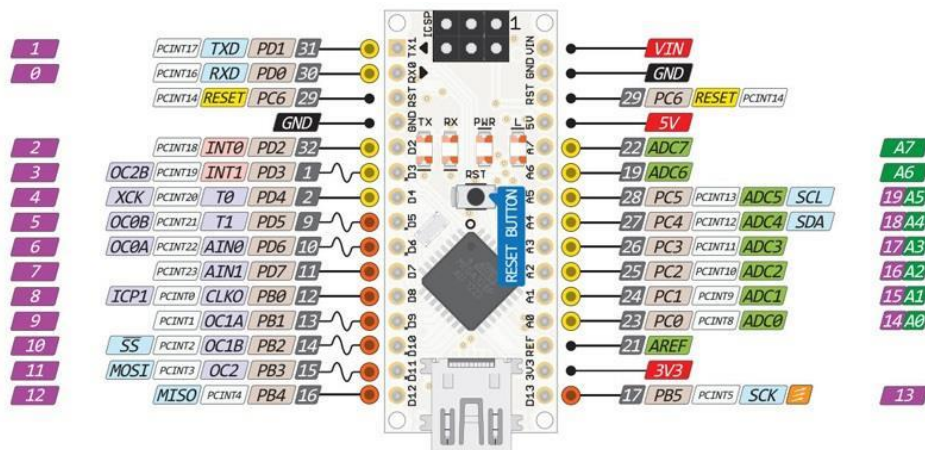 ICSP 1
1 PCINT17 TXD PD1 31 TX1 VIN VIN
0 PCINT16 RXD PD0 30 RX0 GND GND
PCINT14 RESET PC6 29 RST RST 29 PC6 RESET PCINT14
GND GND 5V 5V
TX RX PWR L
2 PCINT18 INT0 PD2 32 D2 A7 22 ADC7 A7
3 OC2B PCINT19 INT1 PD3 1 D3 A6 19 ADC6 A6
RST
4 XCK PCINT20 T0 PD4 2 D4 A5 28 PC5 PCINT13 ADC5 SCL 19 A5
5 OC0B PCINT21 T1 PD5 9 D5 A4 27 PC4 PCINT12 ADC4 SDA 18 A4
6 OC0A PCINT22 AIN0 PD6 10 D6 A3 26 PC3 PCINT11 ADC3 17 A3
RESET BUTTON
7 PCINT23 AIN1 PD7 11 D7 A2 25 PC2 PCINT10 ADC2 16 A2
8 ICP1 PCINT0 CLKO PB0 12 D8 A1 24 PC1 PCINT9 ADC1 15 A1
9 PCINT1 OC1A PB1 13 D9 A0 23 PC0 PCINT8 ADC0 14 A0
10 SS PCINT2 OC1B PB2 14 D10 REF 21 AREF
11 MOSI PCINT3 OC2 PB3 15 D11 3V3 3V3
12 MISO PCINT4 PB4 16 D12 D13 17 PB5 PCINT5 SCK 13